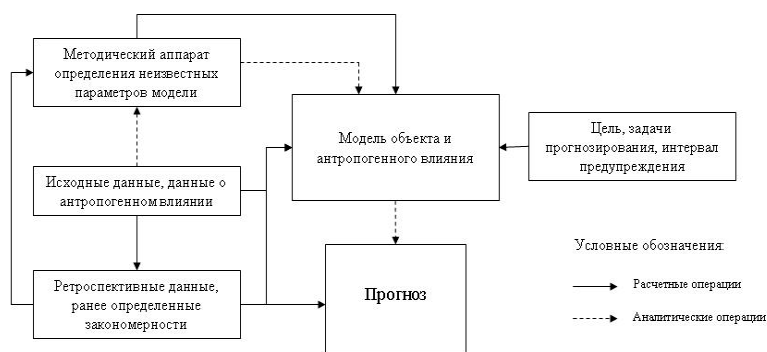 Методический аппарат
определения неизвестных
параметров модели
Модель объекта и
антропогенного влияния
Цель, задачи
прогнозирования, интервал
предупреждения
Исходные данные, данные о
антропогенном влиянии
Ретроспективные данные,
ранее определенные
закономерности
Прогноз
Условные обозначения:
Расчетные операции
Аналитические операции